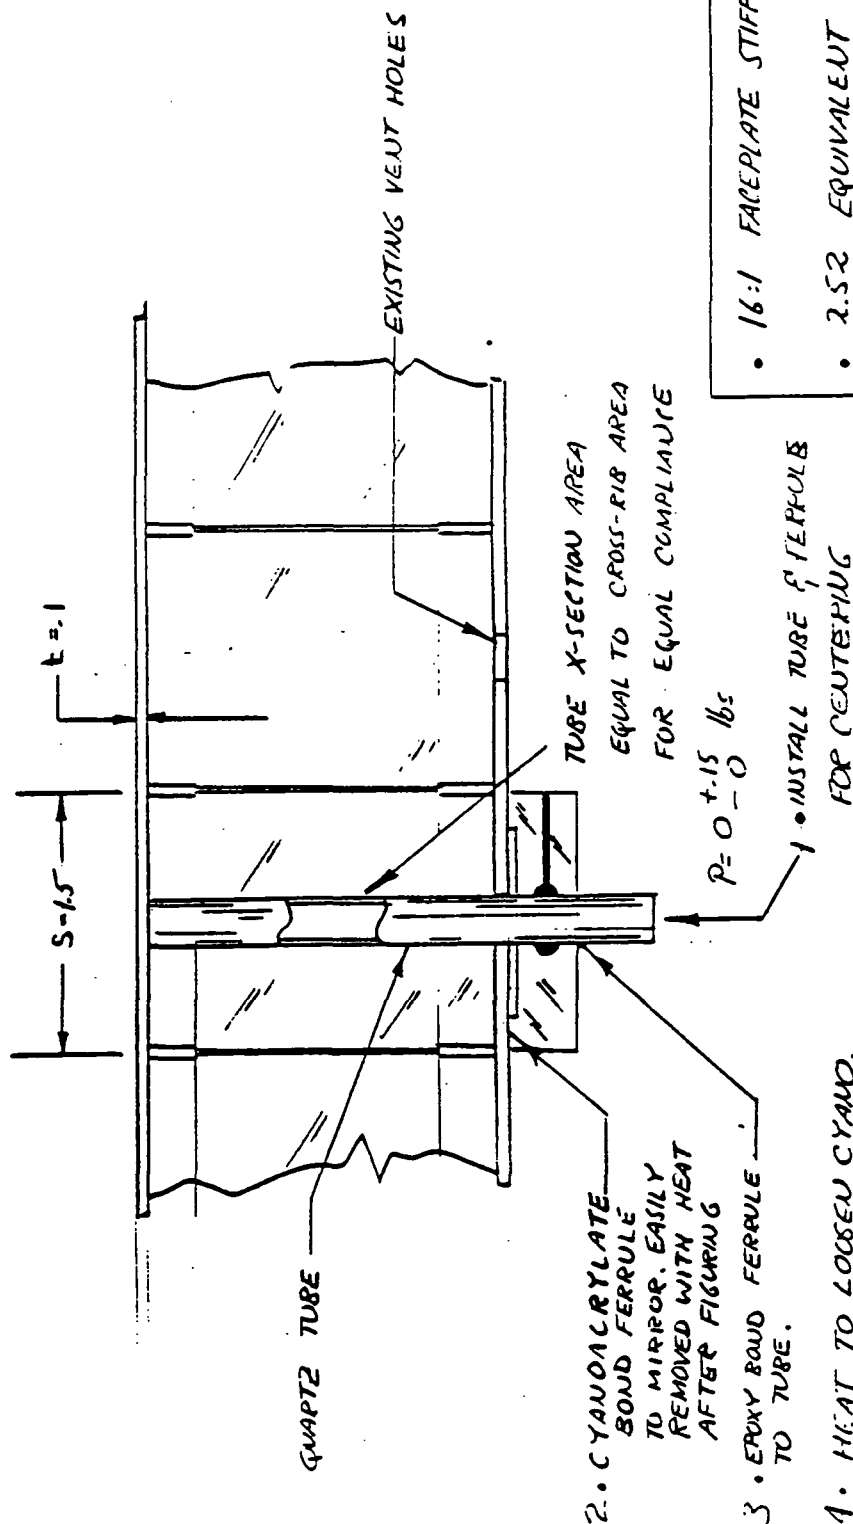 t = .1
S-1.5
EXISTING VENT HOLES
QUARTZ TUBE
TUBE X-SECTION AREA
EQUAL TO CROSS-RIB AREA
FOR EQUAL COMPLIANCE
P= 0 +.15 -0 lbs
1 • INSTALL TUBE & FERRULE
FOR CENTERING
2. • CYANOACRYLATE
BOND FERRULE
TO MIRROR. EASILY
REMOVED WITH HEAT
AFTER FIGURING
3 • EPOXY BOND FERRULE
TO TUBE.
4. HEAT TO LOOSEN CYANO.
• 16:1 FACEPLATE STIFF
• 2.52 EQUIVALENT